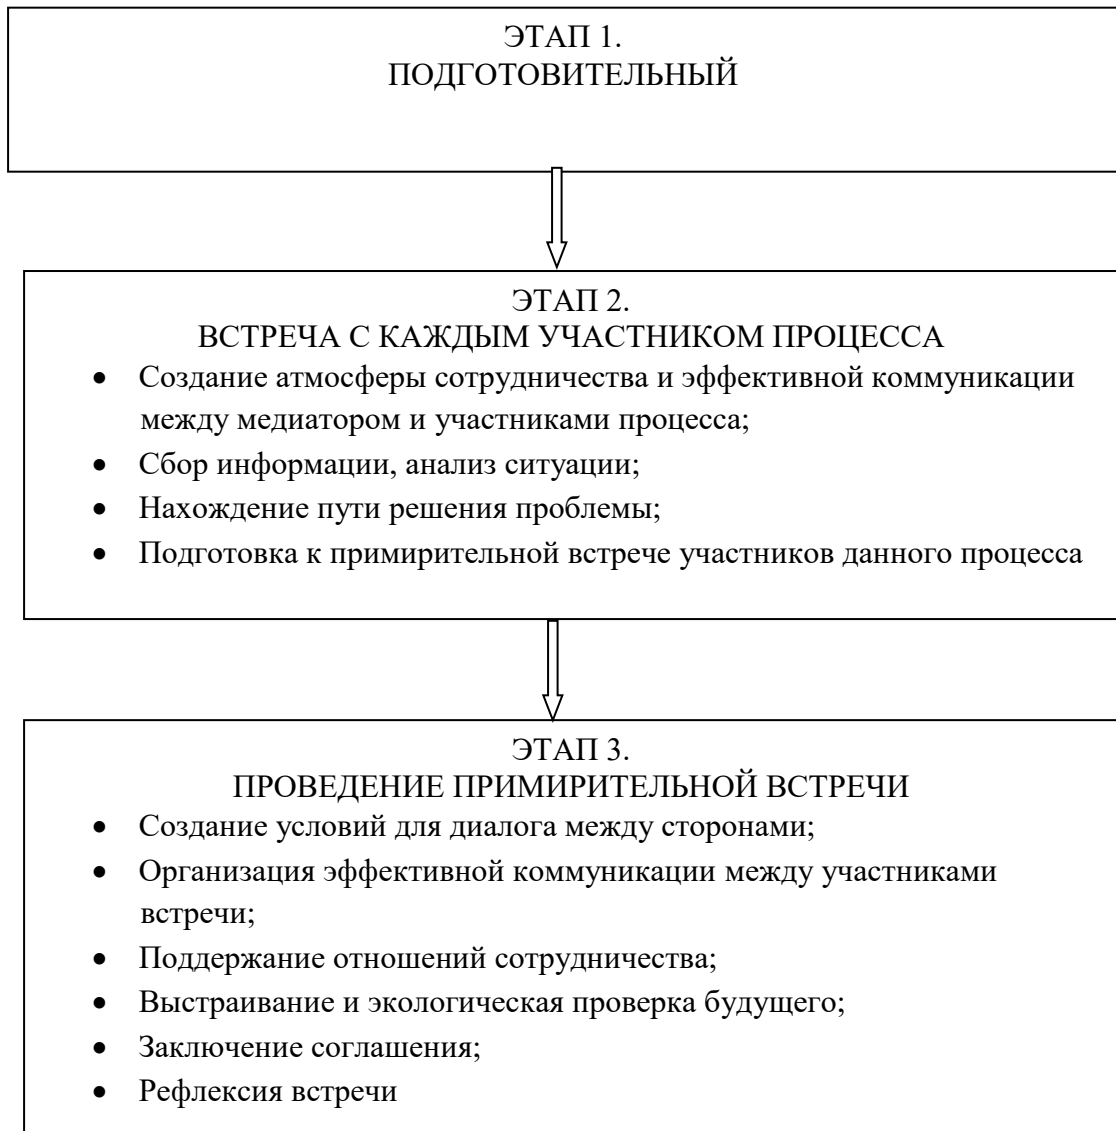 ЭТАП 1.
ПОДГОТОВИТЕЛЬНЫЙ
ЭТАП 2.
ВСТРЕЧА С КАЖДЫМ УЧАСТНИКОМ ПРОЦЕССА
• Создание атмосферы сотрудничества и эффективной коммуникации
между медиатором и участниками процесса;
• Сбор информации, анализ ситуации;
• Нахождение пути решения проблемы;
• Подготовка к примирительной встрече участников данного процесса
ЭТАП 3.
ПРОВЕДЕНИЕ ПРИМИРИТЕЛЬНОЙ ВСТРЕЧИ
• Создание условий для диалога между сторонами;
• Организация эффективной коммуникации между участниками
встречи;
• Поддержание отношений сотрудничества;
• Выстраивание и экологическая проверка будущего;
• Заключение соглашения;
• Рефлексия встречи